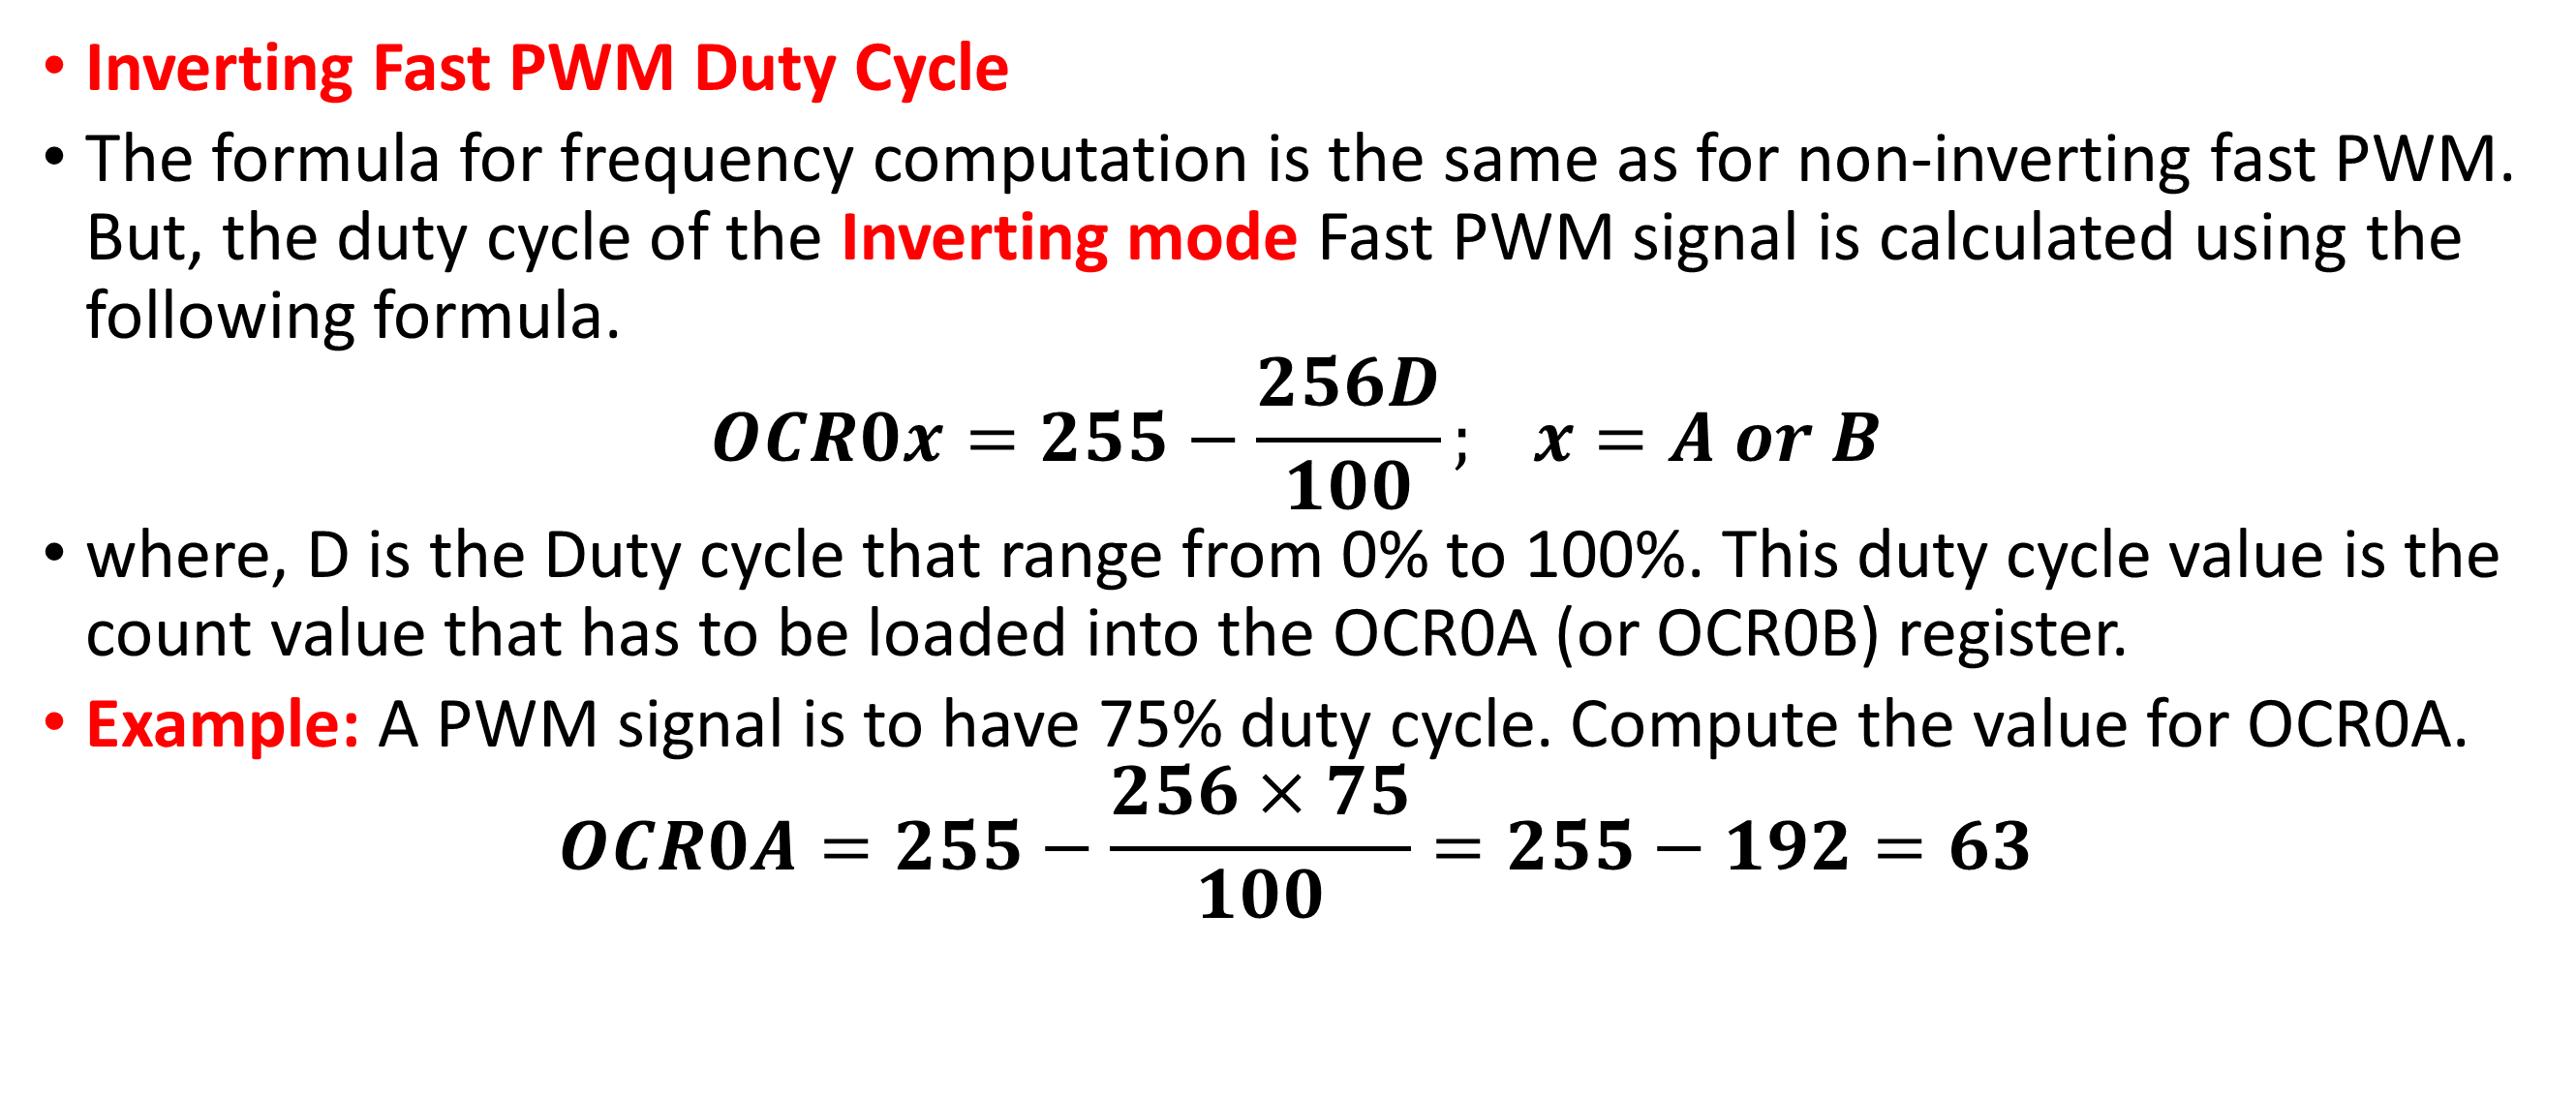 • Inverting Fast PWM Duty Cycle
• The formula for frequency computation is the same as for non-inverting fast PWM.
But, the duty cycle of the Inverting mode Fast PWM signal is calculated using the
following formula.
OCR0x = 255 − 256D/100; x = A or B
• where, D is the Duty cycle that range from 0% to 100%. This duty cycle value is the
count value that has to be loaded into the OCR0A (or OCR0B) register.
• Example: A PWM signal is to have 75% duty cycle. Compute the value for OCR0A.
OCR0A = 255 − 256 × 75/100 = 255 − 192 = 63